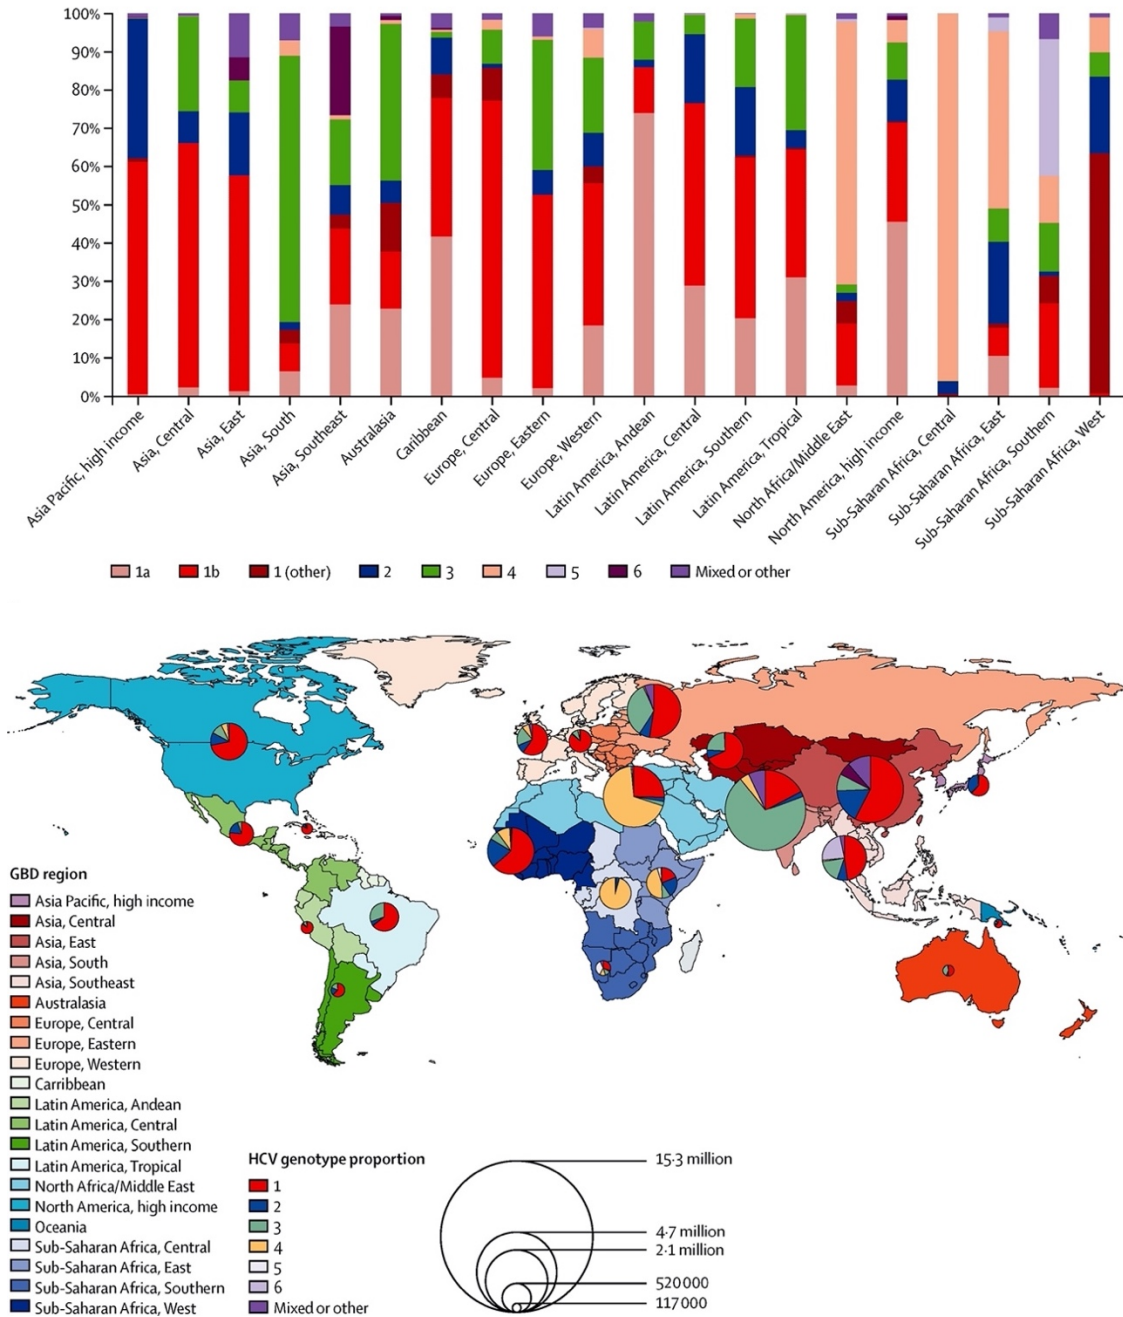 100%
90%
80%
70%
60%
50%
40%
30%
20%
10%
0%
Asia Pacific, high income
Asia, Central
Asia, East
Asia, South
Asia, Southeast
Australasia
Caribbean
Europe, Central
Europe, Eastern
Europe, Western
Latin America, Andean
Latin America, Central
Latin America, Southern
Latin America, Tropical
North Africa/Middle East
North America, high income
Sub-Saharan Africa, Central
Sub-Saharan Africa, East
Sub-Saharan Africa, Southern
Sub-Saharan Africa, West
1a 1b 1 (other) 2 3 4 5 6 Mixed or other
GBD region
Asia Pacific, high income
Asia, Central
Asia, East
Asia, South
Asia, Southeast
Australasia
Europe, Central
Europe, Eastern
Europe, Western
Carribbean
Latin America, Andean
Latin America, Central
Latin America, Southern
Latin America, Tropical
North Africa/Middle East
North America, high income
Oceania
Sub-Saharan Africa, Central
Sub-Saharan Africa, East
Sub-Saharan Africa, Southern
Sub-Saharan Africa, West
HCV genotype proportion
1
2
3
4
5
6
Mixed or other
15·3 million
4·7 million
2·1 million
520 000
117 000